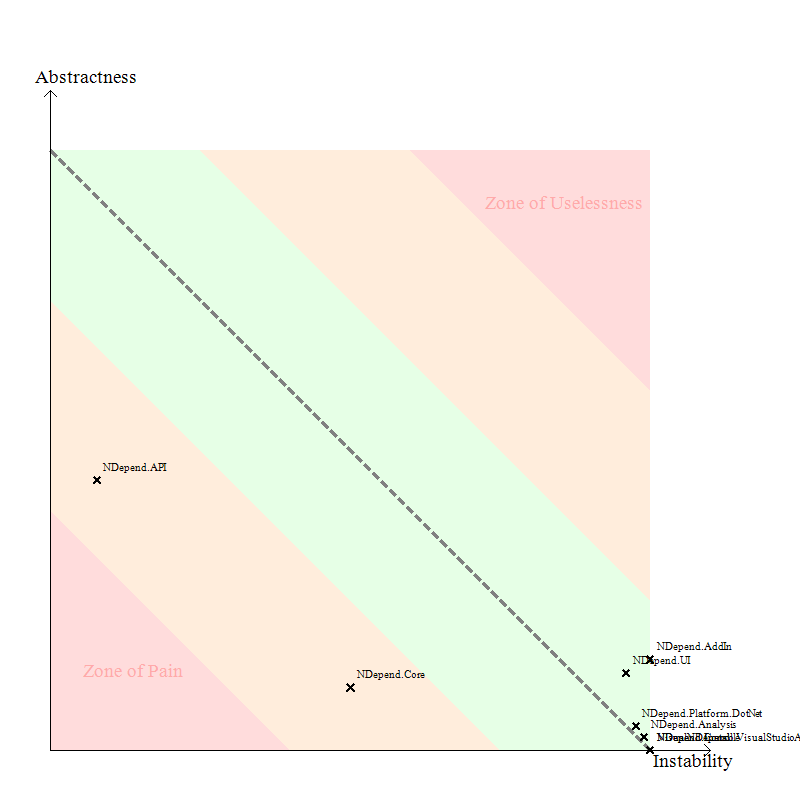 Abstractness
Zone of Uselessness
NDepend.API
NDepend.AddIn
NDepend.UI
Zone of Pain
NDepend.Core
NDepend.Platform.DotNet
NDepend.Analysis
Instability